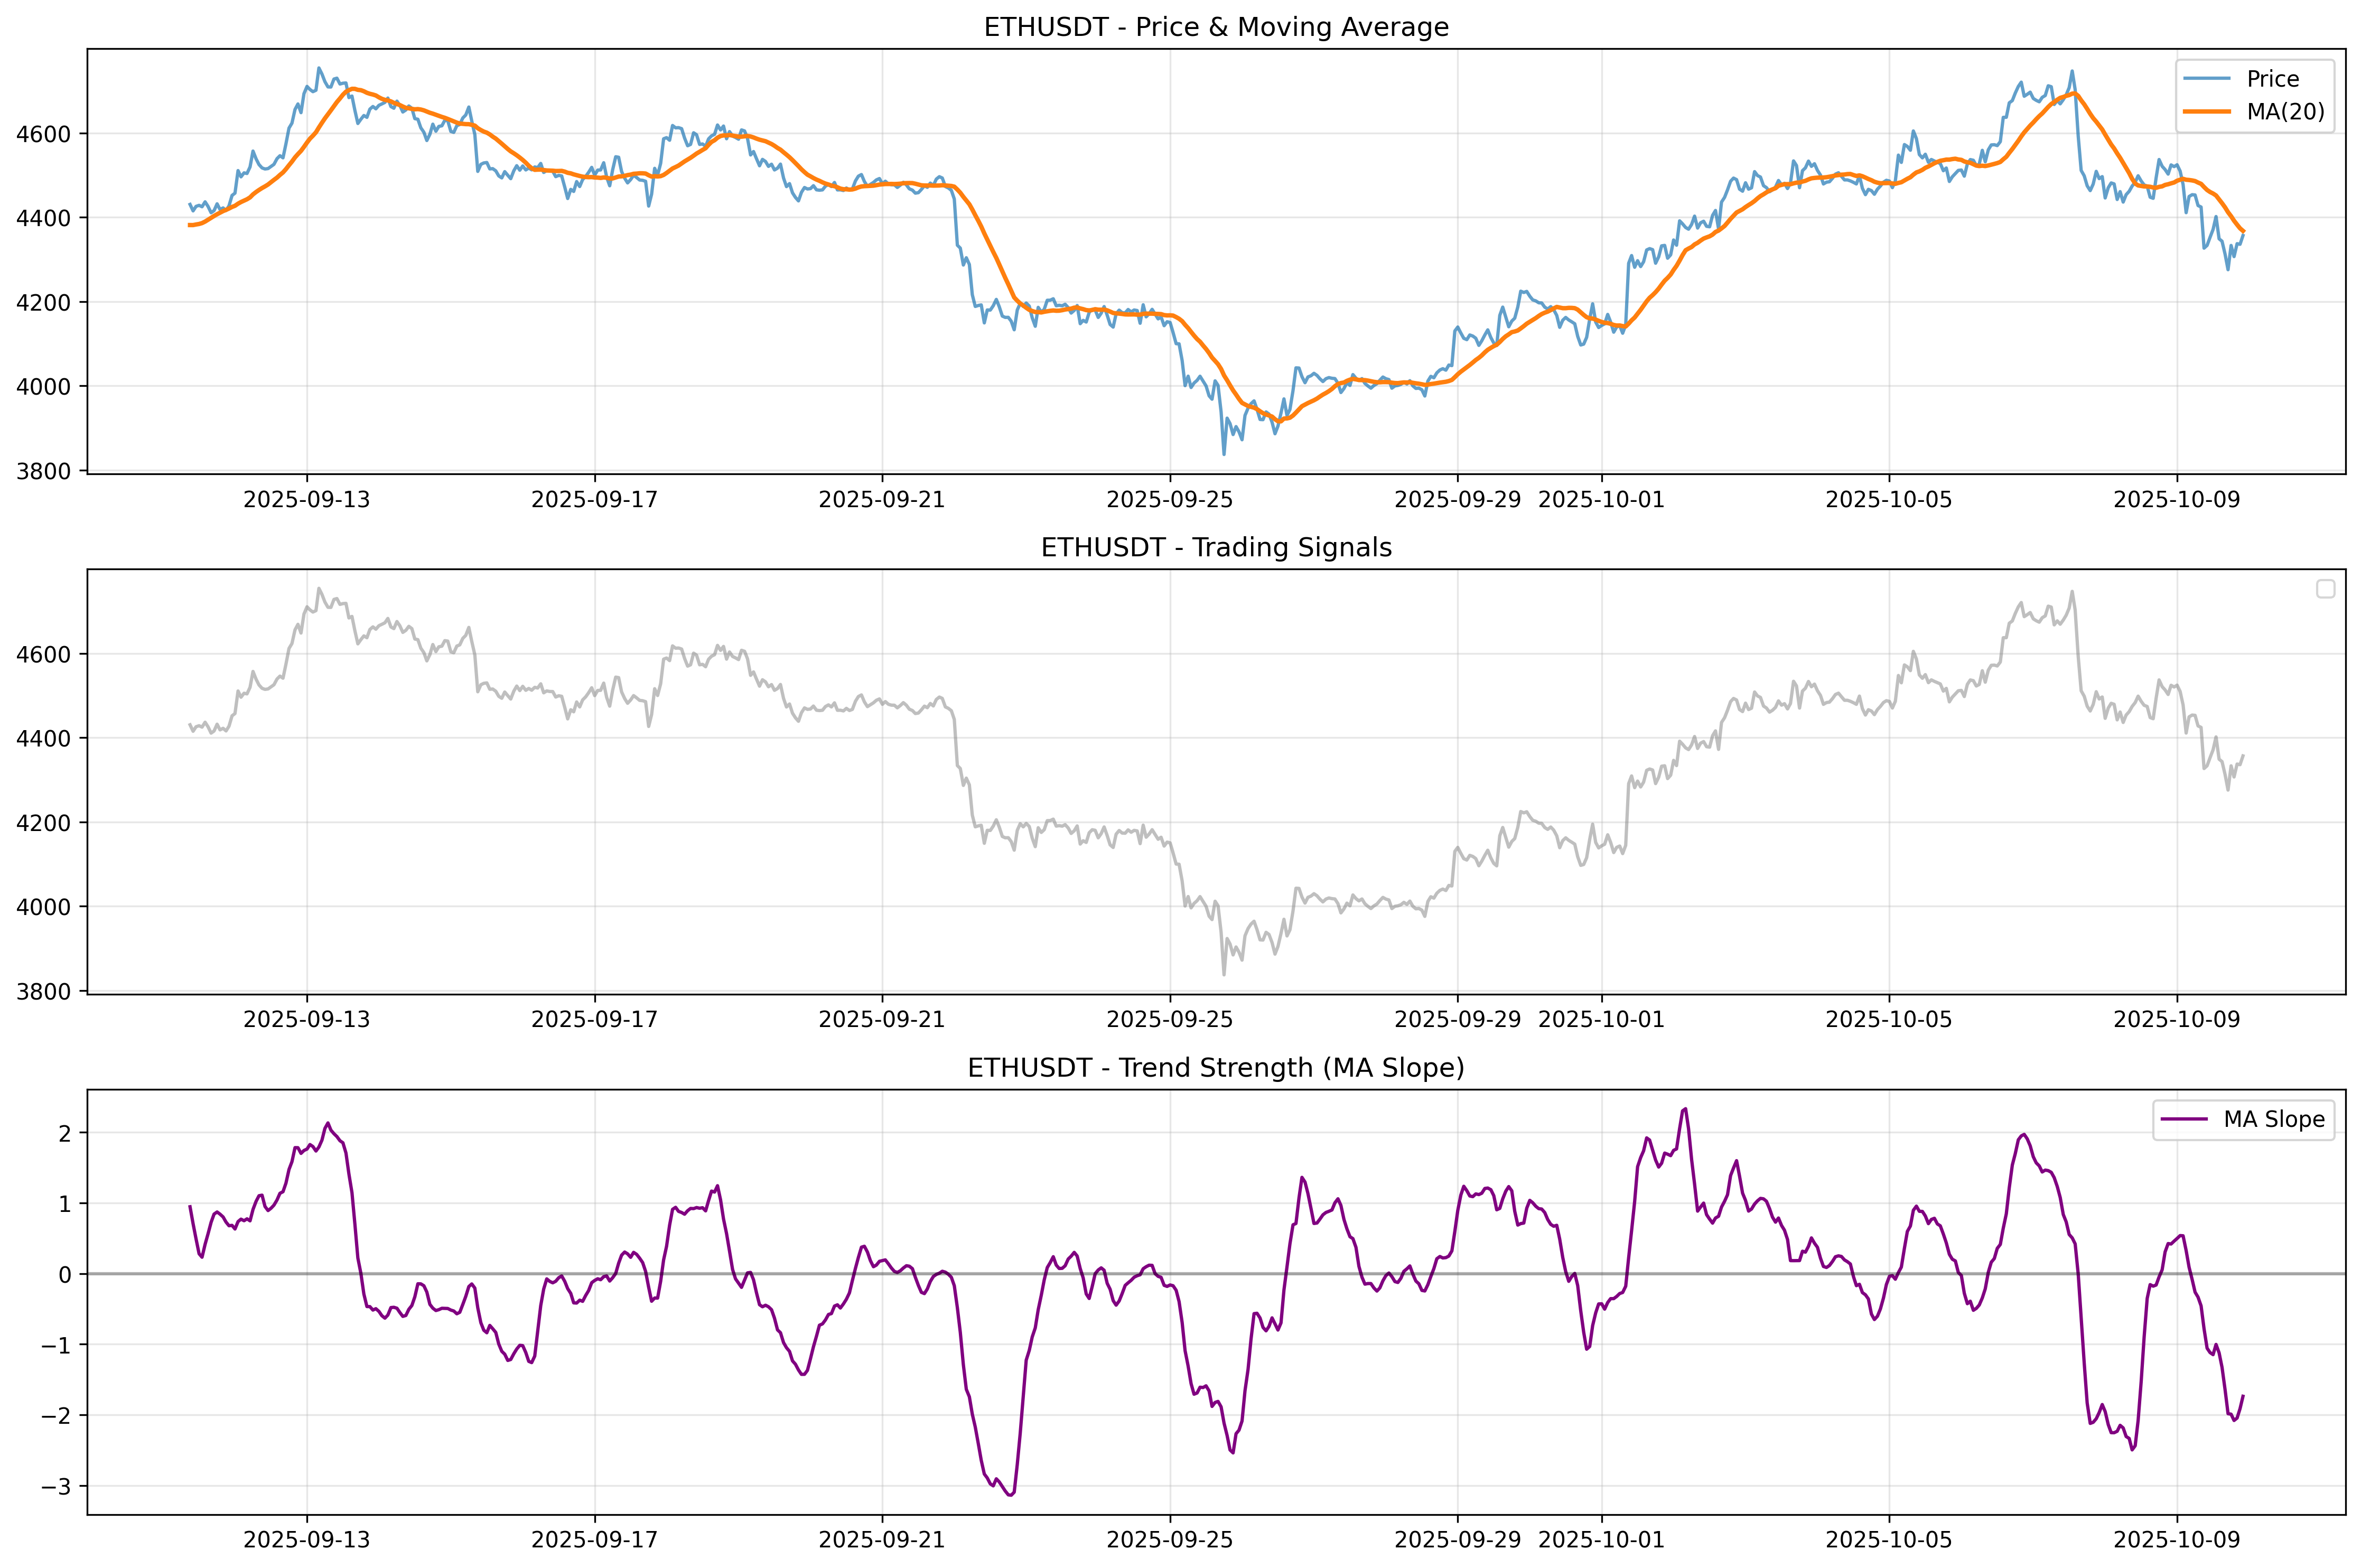 ETHUSDT - Price & Moving Average
Price
MA(20)
4600
4400
4200
4000
3800
2025-09-13 2025-09-17 2025-09-21 2025-09-25 2025-09-29 2025-10-01 2025-10-05 2025-10-09
ETHUSDT - Trading Signals
4600
4400
4200
4000
3800
2025-09-13 2025-09-17 2025-09-21 2025-09-25 2025-09-29 2025-10-01 2025-10-05 2025-10-09
ETHUSDT - Trend Strength (MA Slope)
MA Slope
2
1
0
−1
−2
−3
2025-09-13 2025-09-17 2025-09-21 2025-09-25 2025-09-29 2025-10-01 2025-10-05 2025-10-09